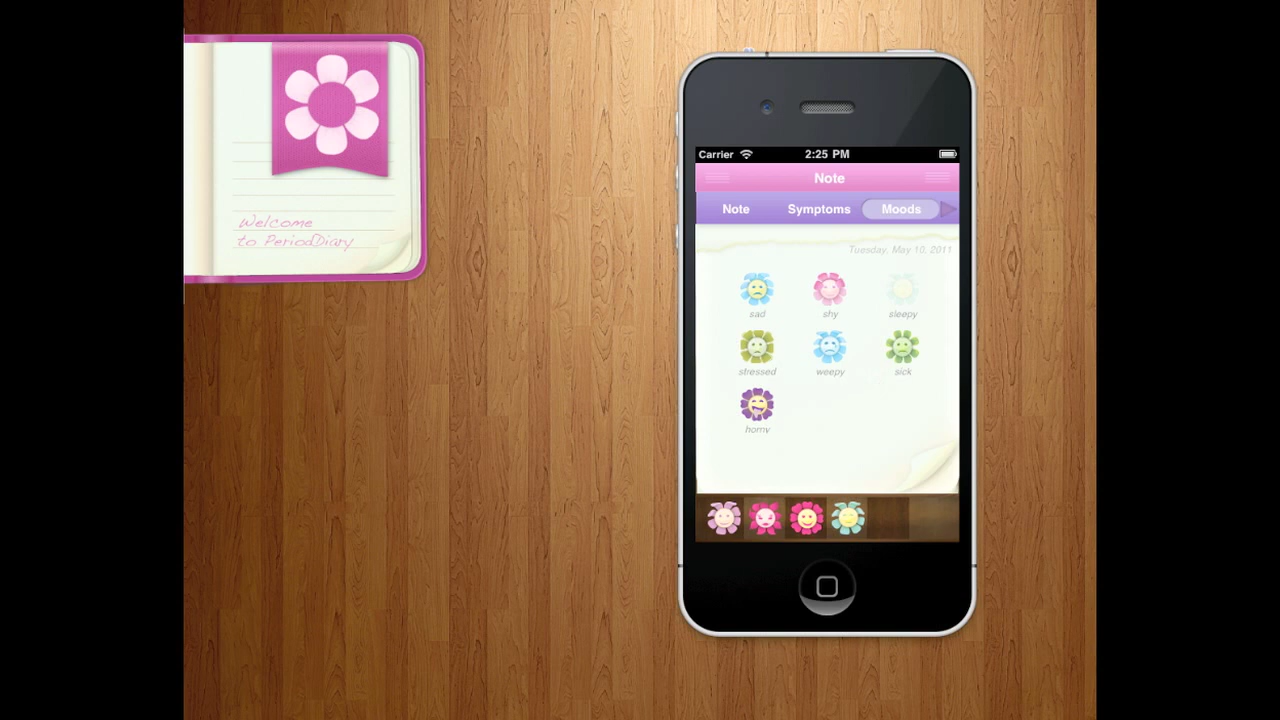 Welcome
to PeriodDiary
Carrier
2:25 PM
Note
Note Symptoms Moods
Tuesday, May 10, 2011
sad shy sleepy
stressed weepy sick
horny